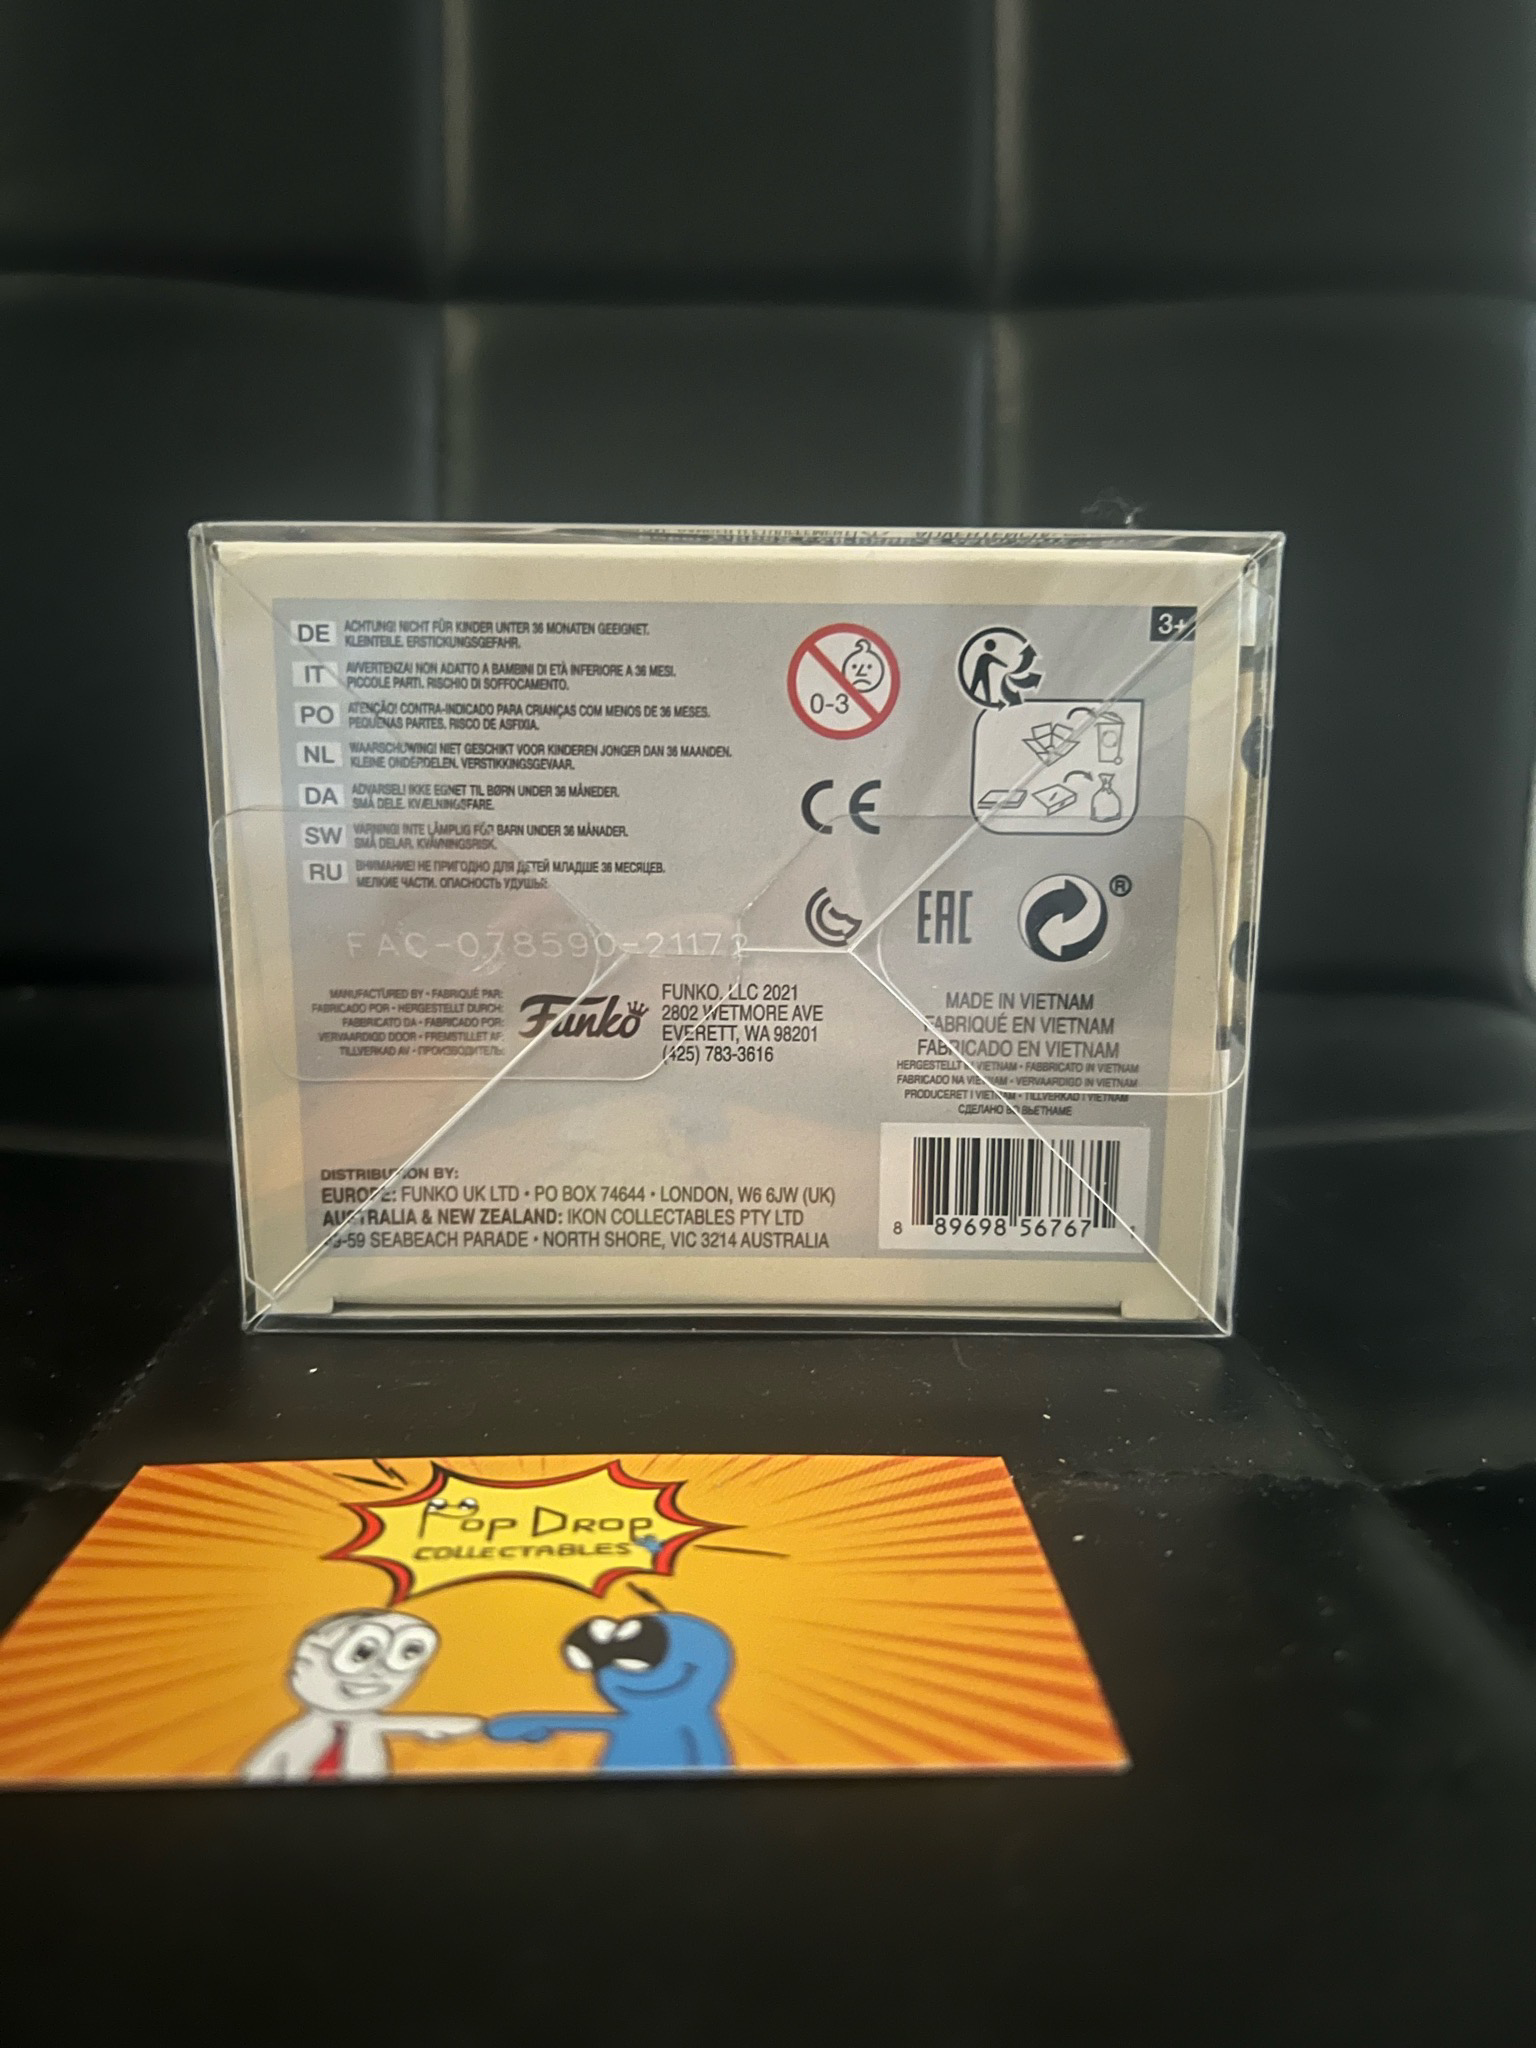 3+
DE ACHTUNG! NICHT FÜR KINDER UNTER 36 MONATEN GEEIGNET.
KLEINTEILE. ERSTICKUNGSGEFAHR.
IT AVVERTENZA! NON ADATTO A BAMBINI DI ETÀ INFERIORE A 36 MESI.
PICCOLE PARTI. RISCHIO DI SOFFOCAMENTO.
PO ATENÇÃO! CONTRA-INDICADO PARA CRIANÇAS COM MENOS DE 36 MESES.
PEQUENAS PARTES. RISCO DE ASFIXIA.
NL WAARSCHUWING! NIET GESCHIKT VOOR KINDEREN JONGER DAN 36 MAANDEN.
KLEINE ONDERDELEN. VERSTIKKINGSGEVAAR.
DA ADVARSEL! IKKE EGNET TIL BØRN UNDER 36 MÅNEDER.
SMÅ DELE. KVÆLNINGSFARE.
SW VARNING! INTE LÄMPLIG FÖR BARN UNDER 36 MÅNADER.
SMÅ DELAR. KVÄVNINGSRISK.
RU ВНИМАНИЕ! НЕ ПРИГОДНО ДЛЯ ДЕТЕЙ МЛАДШЕ 36 МЕСЯЦЕВ.
МЕЛКИЕ ЧАСТИ. ОПАСНОСТЬ УДУШЬЯ.
0-3
CE
EAC
®
FAC-078590-21172
MANUFACTURED BY • FABRIQUÉ PAR:
FABRICADO POR • HERGESTELLT DURCH:
FABBRICATO DA • FABRICADO POR:
VERVAARDIGD DOOR • FREMSTILLET AF:
TILLVERKAD AV • ПРОИЗВОДИТЕЛЬ:
Funko
FUNKO, LLC 2021
2802 WETMORE AVE
EVERETT, WA 98201
(425) 783-3616
MADE IN VIETNAM
FABRIQUÉ EN VIETNAM
FABRICADO EN VIETNAM
HERGESTELLT IN VIETNAM • FABBRICATO IN VIETNAM
FABRICADO NA VIETNAM • VERVAARDIGD IN VIETNAM
PRODUCERET I VIETNAM • TILLVERKAD I VIETNAM
СДЕЛАНО ВО ВЬЕТНАМЕ
DISTRIBUTION BY:
EUROPE: FUNKO UK LTD • PO BOX 74644 • LONDON, W6 6JW (UK)
AUSTRALIA & NEW ZEALAND: IKON COLLECTABLES PTY LTD
SEABEACH PARADE • NORTH SHORE, VIC 3214 AUSTRALIA
8 89698 56767
POP DROP
COLLECTABLES